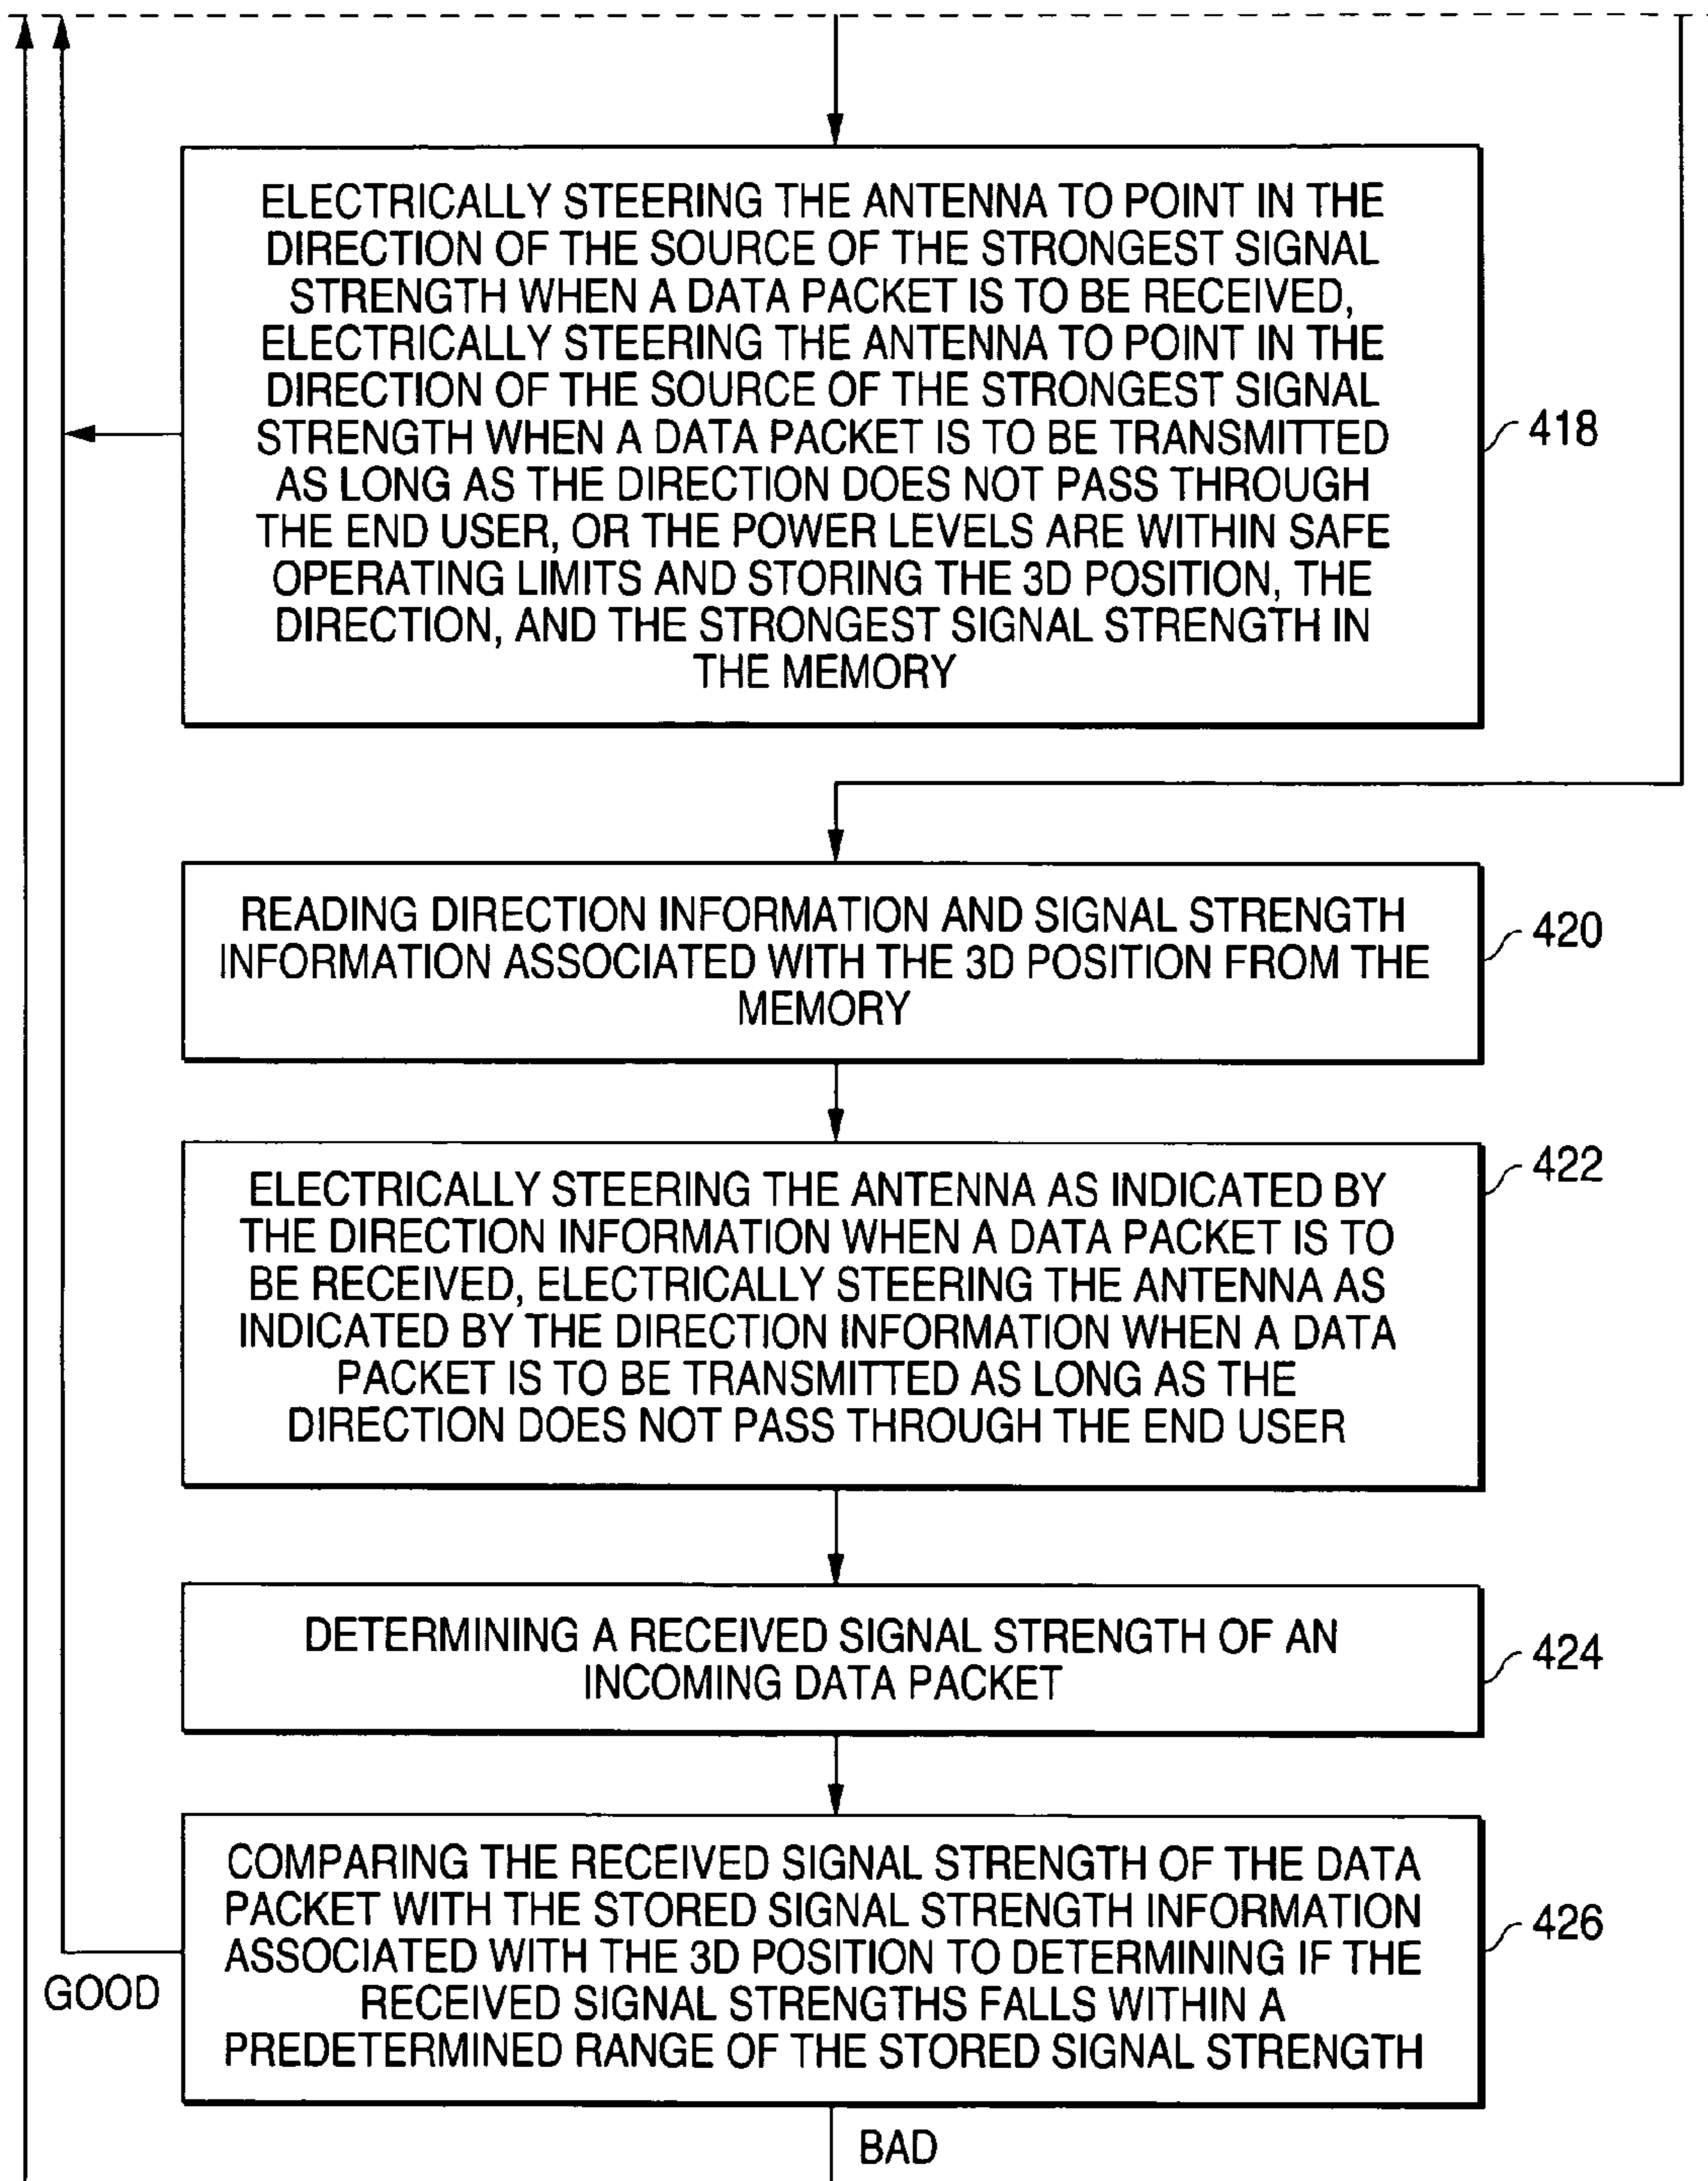 ELECTRICALLY STEERING THE ANTENNA TO POINT IN THE
DIRECTION OF THE SOURCE OF THE STRONGEST SIGNAL
STRENGTH WHEN A DATA PACKET IS TO BE RECEIVED,
ELECTRICALLY STEERING THE ANTENNA TO POINT IN THE
DIRECTION OF THE SOURCE OF THE STRONGEST SIGNAL
STRENGTH WHEN A DATA PACKET IS TO BE TRANSMITTED
AS LONG AS THE DIRECTION DOES NOT PASS THROUGH
THE END USER, OR THE POWER LEVELS ARE WITHIN SAFE
OPERATING LIMITS AND STORING THE 3D POSITION, THE
DIRECTION, AND THE STRONGEST SIGNAL STRENGTH IN
THE MEMORY
418
READING DIRECTION INFORMATION AND SIGNAL STRENGTH
INFORMATION ASSOCIATED WITH THE 3D POSITION FROM THE
MEMORY
420
ELECTRICALLY STEERING THE ANTENNA AS INDICATED BY
THE DIRECTION INFORMATION WHEN A DATA PACKET IS TO
BE RECEIVED, ELECTRICALLY STEERING THE ANTENNA AS
INDICATED BY THE DIRECTION INFORMATION WHEN A DATA
PACKET IS TO BE TRANSMITTED AS LONG AS THE
DIRECTION DOES NOT PASS THROUGH THE END USER
422
DETERMINING A RECEIVED SIGNAL STRENGTH OF AN
INCOMING DATA PACKET
424
COMPARING THE RECEIVED SIGNAL STRENGTH OF THE DATA
PACKET WITH THE STORED SIGNAL STRENGTH INFORMATION
ASSOCIATED WITH THE 3D POSITION TO DETERMINING IF THE
RECEIVED SIGNAL STRENGTHS FALLS WITHIN A
PREDETERMINED RANGE OF THE STORED SIGNAL STRENGTH
426
GOOD
BAD